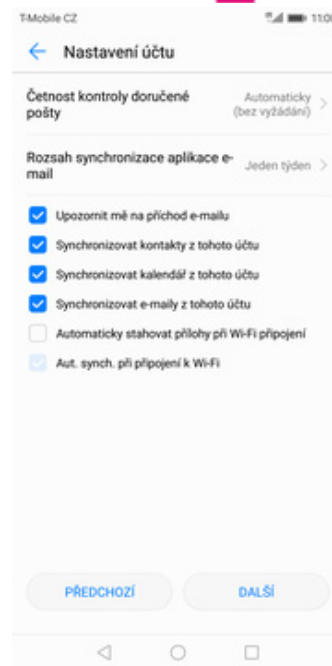 T-Mobile CZ 11:00
Nastavení účtu
Četnost kontroly doručené
pošty
Automaticky
(bez vyžádání)
Rozsah synchronizace aplikace e-
mail
Jeden týden
Upozornit mě na příchod e-mailu
Synchronizovat kontakty z tohoto účtu
Synchronizovat kalendář z tohoto účtu
Synchronizovat e-maily z tohoto účtu
Automaticky stahovat přílohy při Wi-Fi připojení
Aut. synch. při připojení k Wi-Fi
PŘEDCHOZÍ DALŠÍ